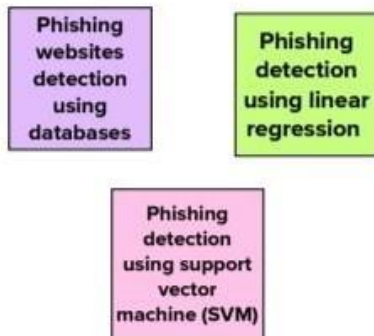 Phishing
websites
detection
using
databases
Phishing
detection
using linear
regression
Phishing
detection
using support
vector
machine (SVM)